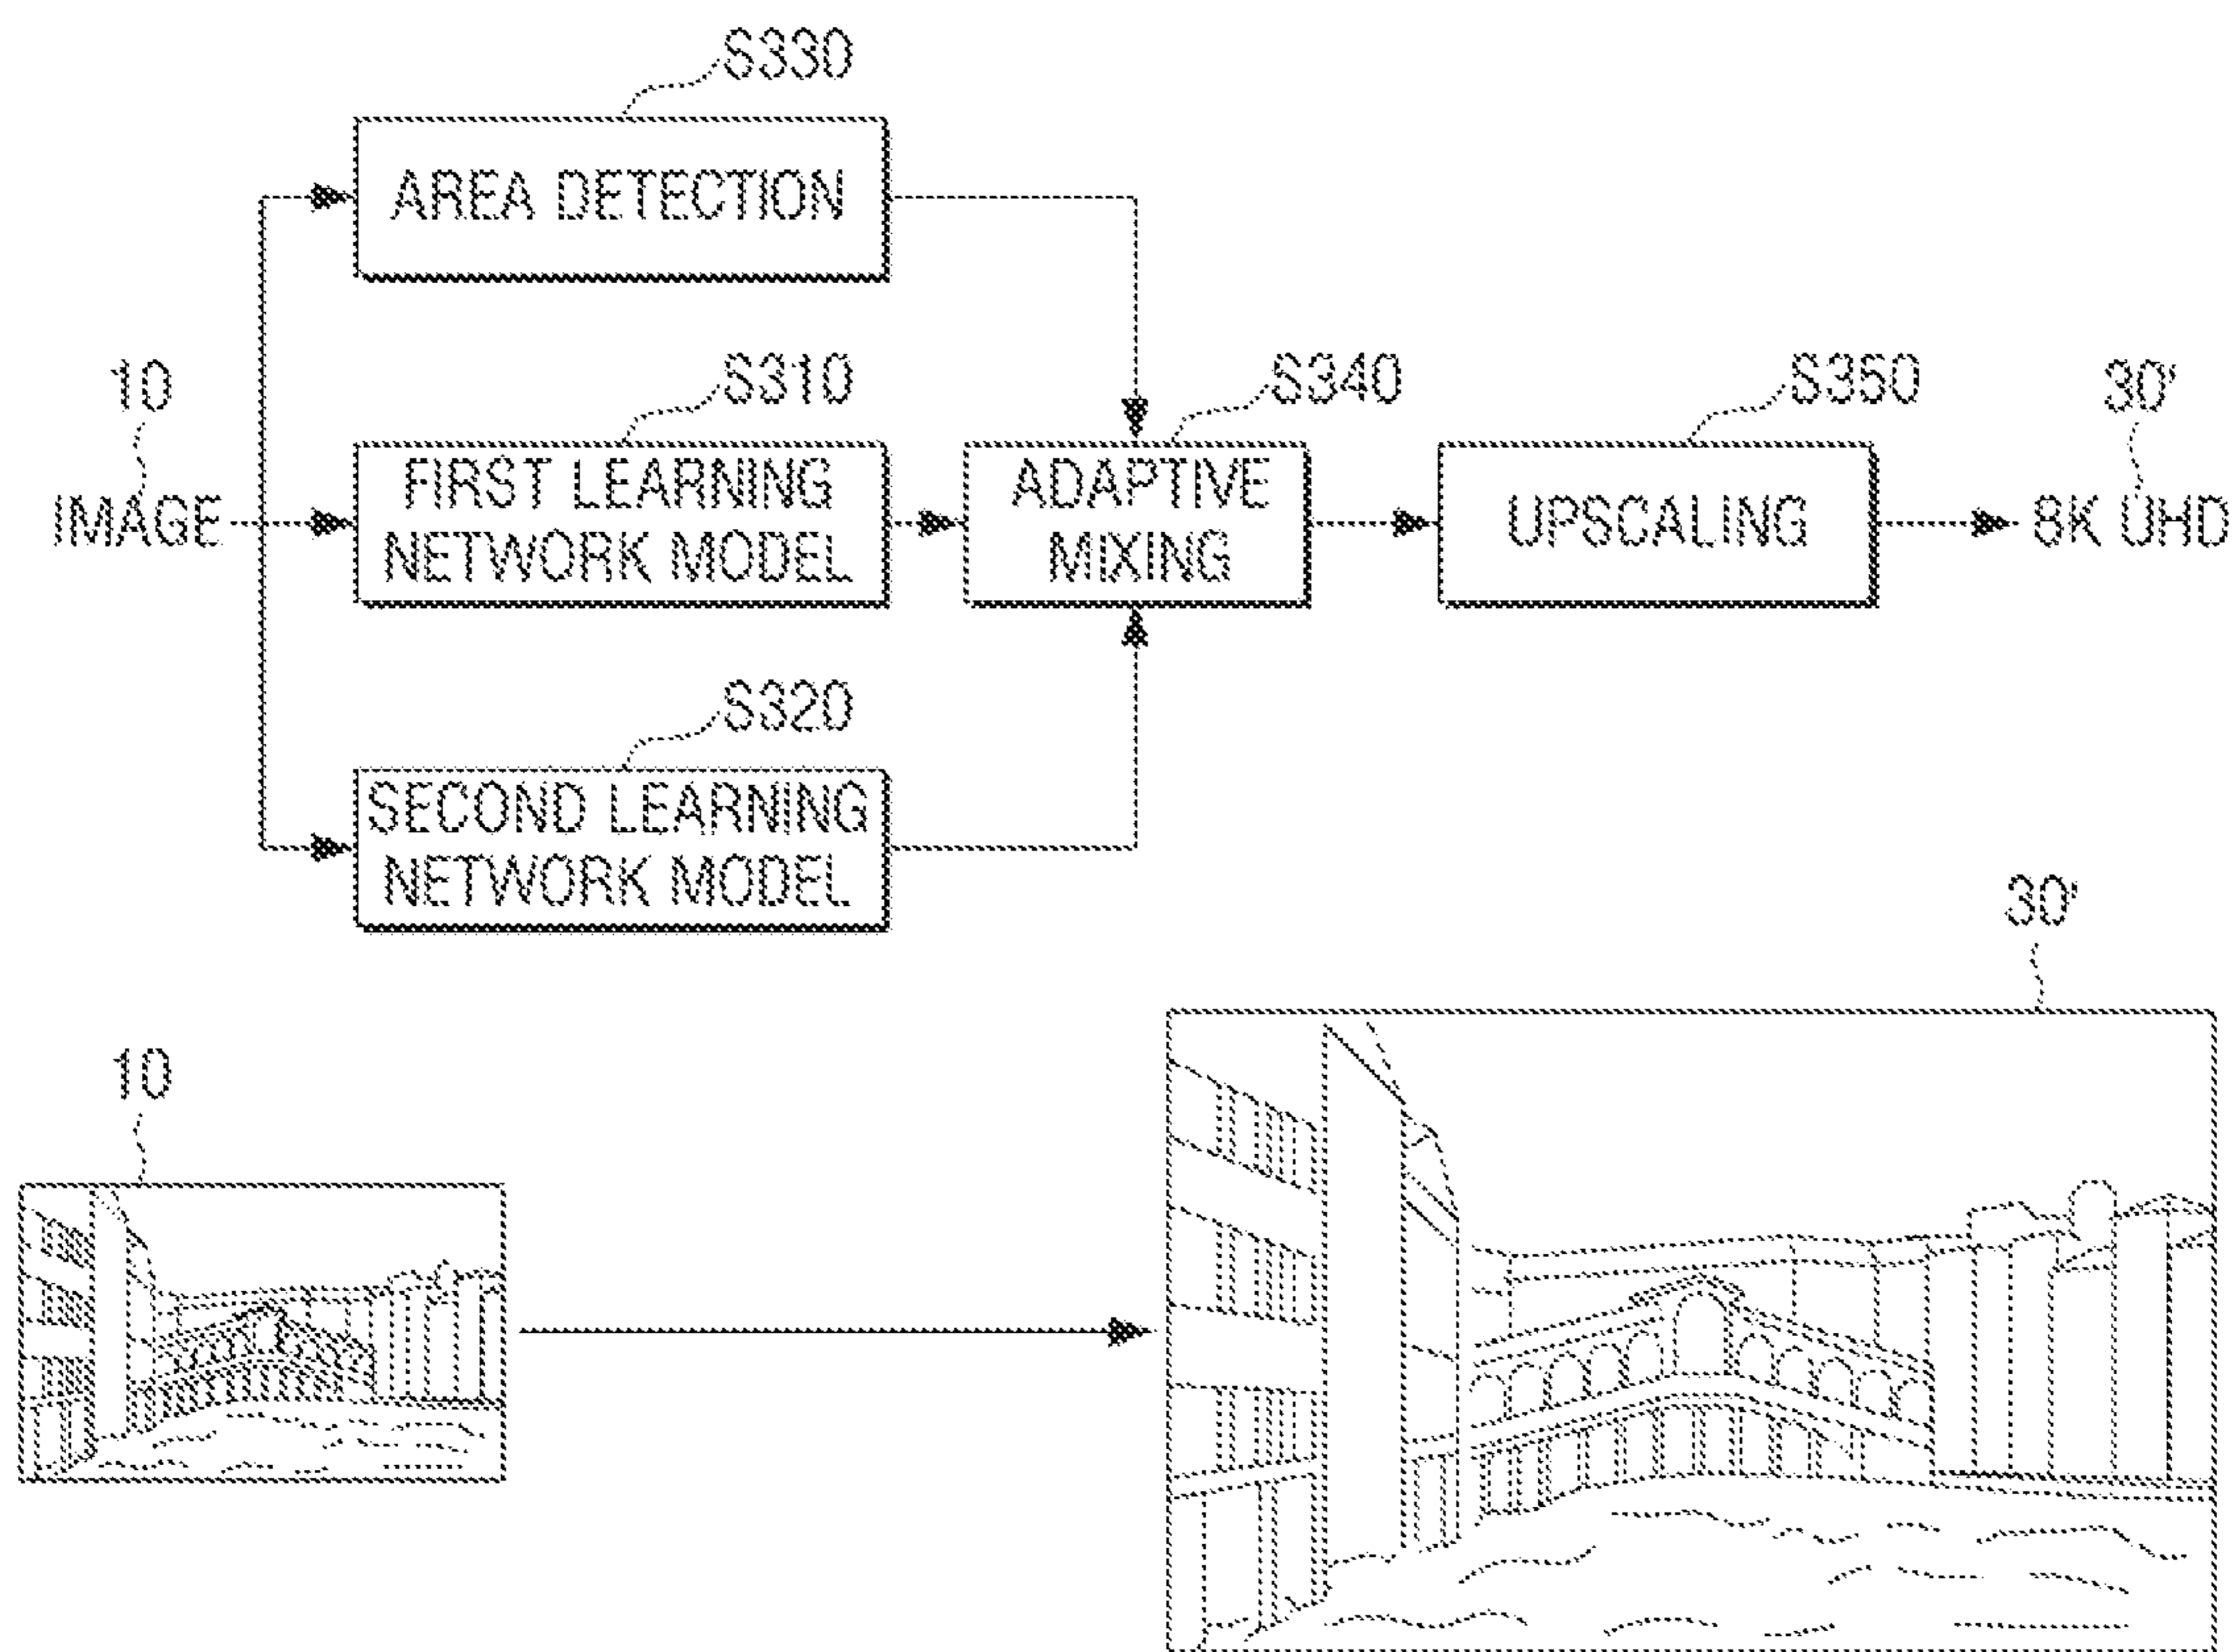 S330
AREA DETECTION
10
IMAGE
S310
FIRST LEARNING
NETWORK MODEL
S340
ADAPTIVE
MIXING
S350
UPSCALING
30'
8K UHD
S320
SECOND LEARNING
NETWORK MODEL
10
30'